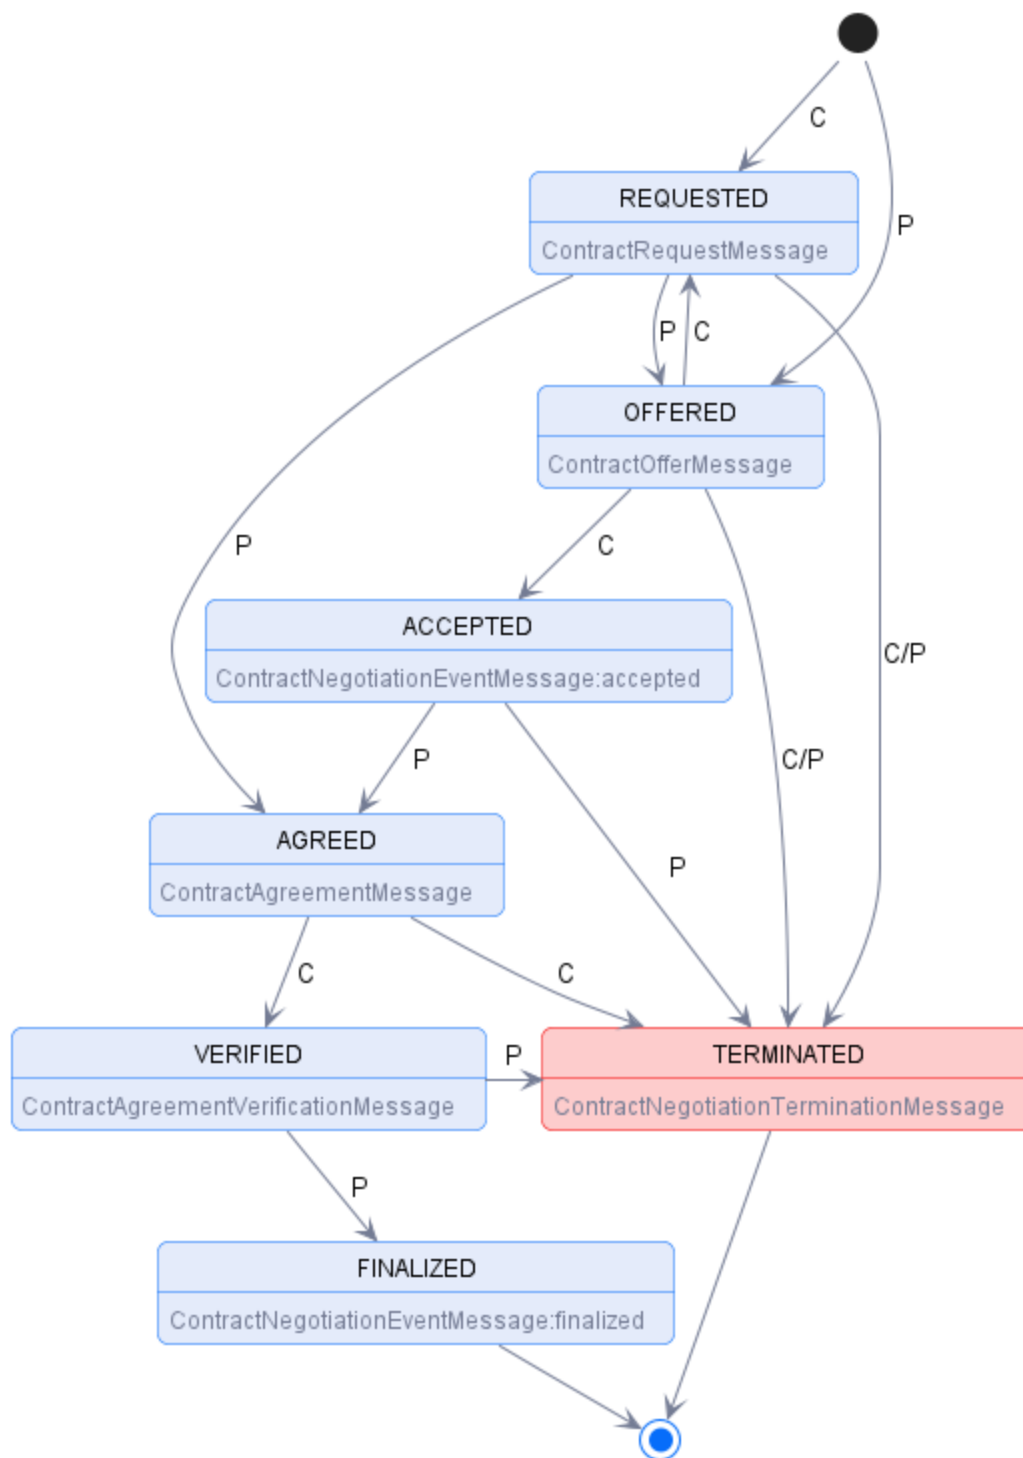 C
REQUESTED
P
ContractRequestMessage
P
C
OFFERED
ContractOfferMessage
P
C
ACCEPTED
C/P
ContractNegotiationEventMessage:accepted
P
C/P
AGREED
P
ContractAgreementMessage
C
C
VERIFIED
P
TERMINATED
ContractAgreementVerificationMessage
ContractNegotiationTerminationMessage
P
FINALIZED
ContractNegotiationEventMessage:finalized